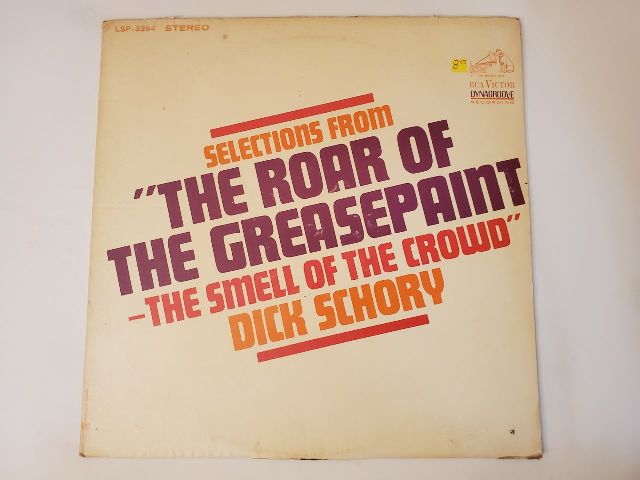 LSP-3394 STEREO
RCA VICTOR
DYNAGROOVE
RECORDING
SELECTIONS FROM
"THE ROAR OF
THE GREASEPAINT
—THE SMELL OF THE CROWD"
DICK SCHORY